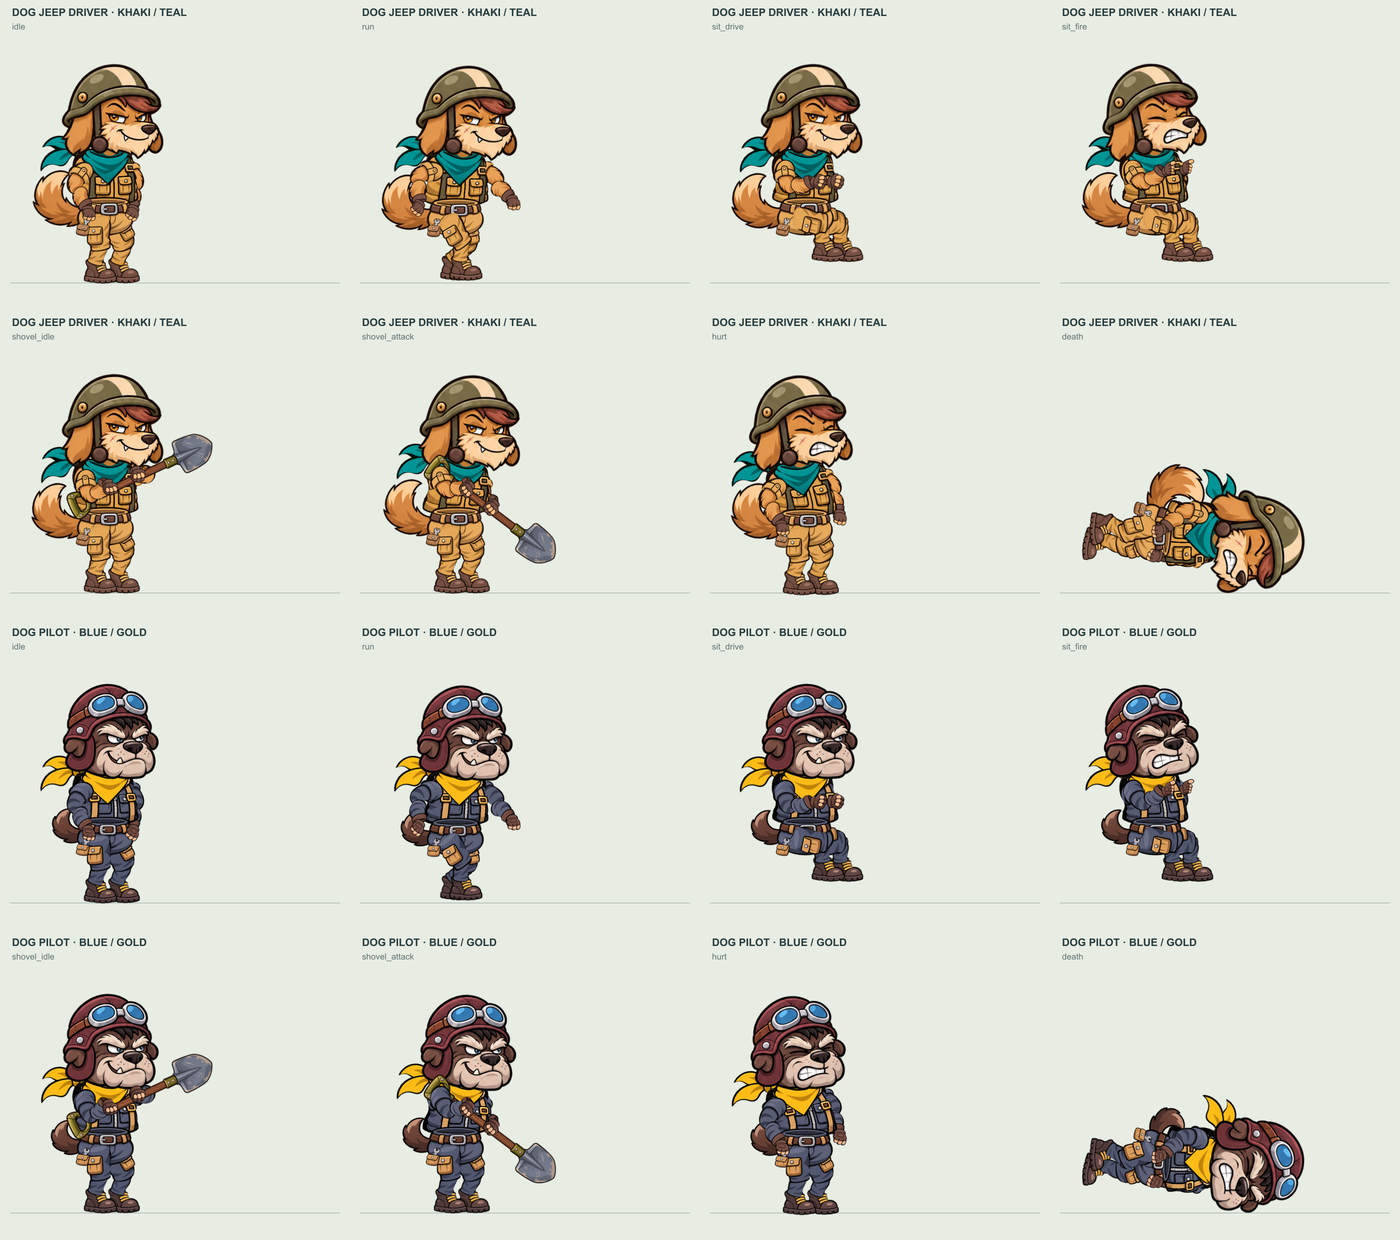 DOG JEEP DRIVER · KHAKI / TEAL
idle
DOG JEEP DRIVER · KHAKI / TEAL
run
DOG JEEP DRIVER · KHAKI / TEAL
sit_drive
DOG JEEP DRIVER · KHAKI / TEAL
sit_fire
DOG JEEP DRIVER · KHAKI / TEAL
shovel_idle
DOG JEEP DRIVER · KHAKI / TEAL
shovel_attack
DOG JEEP DRIVER · KHAKI / TEAL
hurt
DOG JEEP DRIVER · KHAKI / TEAL
death
DOG PILOT · BLUE / GOLD
idle
DOG PILOT · BLUE / GOLD
run
DOG PILOT · BLUE / GOLD
sit_drive
DOG PILOT · BLUE / GOLD
sit_fire
DOG PILOT · BLUE / GOLD
shovel_idle
DOG PILOT · BLUE / GOLD
shovel_attack
DOG PILOT · BLUE / GOLD
hurt
DOG PILOT · BLUE / GOLD
death